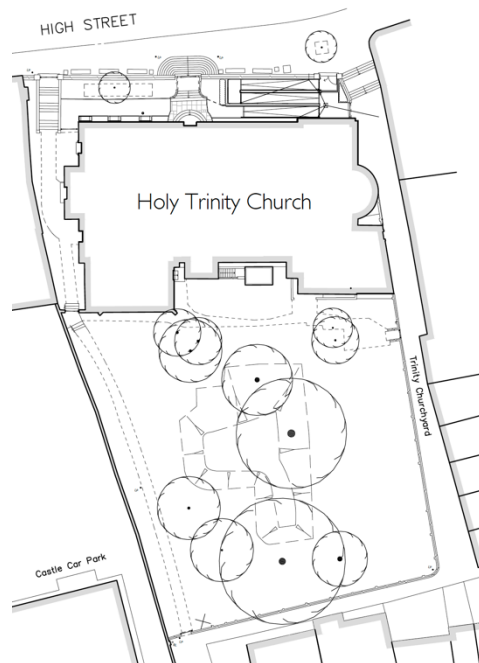 HIGH STREET
Holy Trinity Church
Trinity Churchyard
Castle Car Park